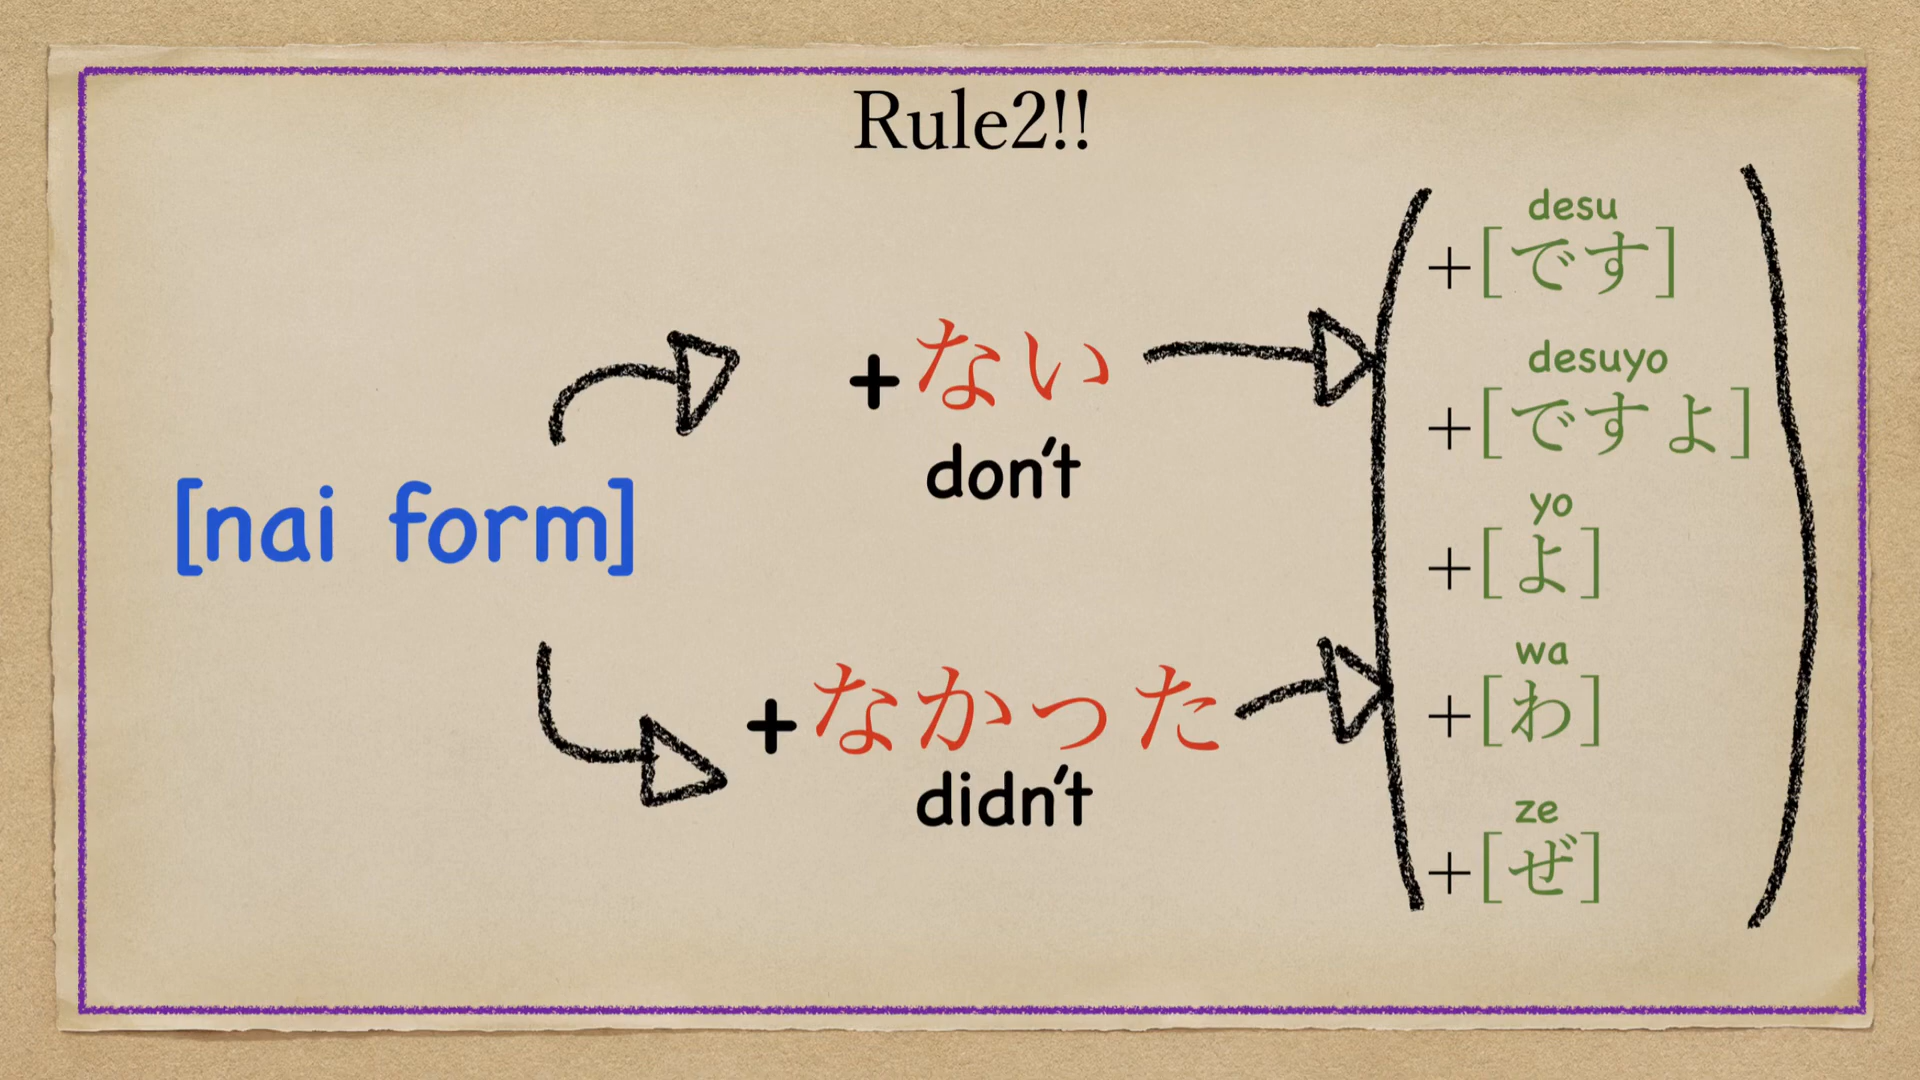 Rule2!!
[nai form]
+ない
don't
+なかった
didn't
desu
+[です]
desuyo
+[ですよ]
yo
+[よ]
wa
+[わ]
ze
+[ぜ]